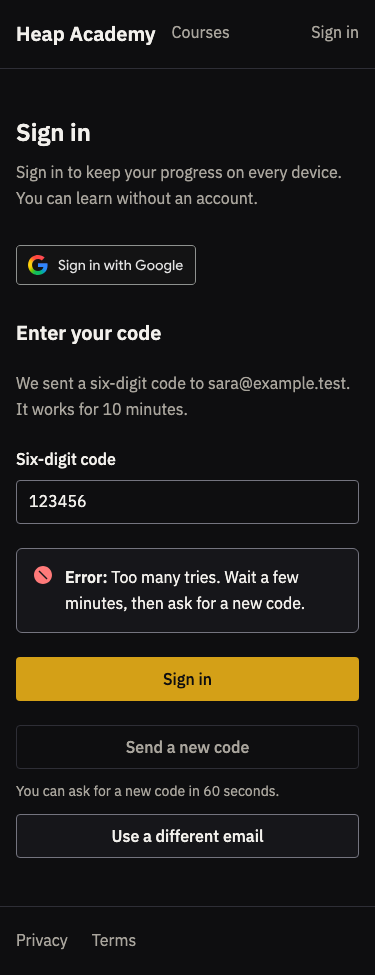 Heap Academy Courses Sign in
Sign in
Sign in to keep your progress on every device.
You can learn without an account.
Sign in with Google
Enter your code
We sent a six-digit code to sara@example.test.
It works for 10 minutes.
Six-digit code
123456
Error: Too many tries. Wait a few
minutes, then ask for a new code.
Sign in
Send a new code
You can ask for a new code in 60 seconds.
Use a different email
Privacy Terms